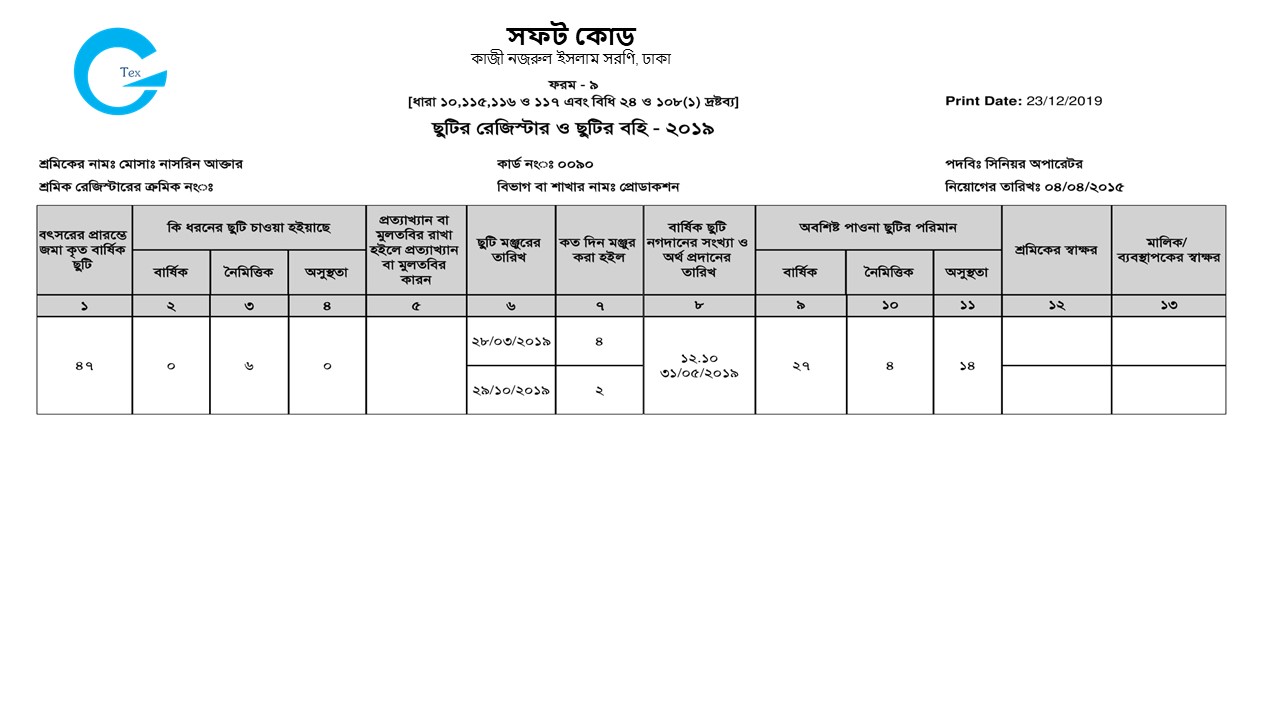 Tex
সফট কোড
কাজী নজরুল ইসলাম সরণি, ঢাকা
ফরম - ৯
[ধারা ১০,১১৫,১১৬ ও ১১৭ এবং বিধি ২৪ ও ১০৮(১) দ্রষ্টব্য]
Print Date: 23/12/2019
ছুটির রেজিস্টার ও ছুটির বহি - ২০১৯
শ্রমিকের নামঃ মোসাঃ নাসরিন আক্তার
কার্ড নংঃ ০০৯০
পদবিঃ সিনিয়র অপারেটর
শ্রমিক রেজিস্টারের ক্রমিক নংঃ
বিভাগ বা শাখার নামঃ প্রোডাকশন
নিয়োগের তারিখঃ ০৪/০৪/২০১৫
বৎসরের প্রারম্ভে
জমা কৃত বার্ষিক
ছুটি
কি ধরনের ছুটি চাওয়া হইয়াছে
বার্ষিক
নৈমিত্তিক
অসুস্থতা
প্রত্যাখ্যান বা
মুলতবির রাখা
হইলে প্রত্যাখ্যান
বা মুলতবির
কারন
ছুটি মঞ্জুরের
তারিখ
কত দিন মঞ্জুর
করা হইল
বার্ষিক ছুটি
নগদানের সংখ্যা ও
অর্থ প্রদানের
তারিখ
অবশিষ্ট পাওনা ছুটির পরিমান
বার্ষিক
নৈমিত্তিক
অসুস্থতা
শ্রমিকের স্বাক্ষর
মালিক/
ব্যবস্থাপকের স্বাক্ষর
১ ২ ৩ ৪ ৫ ৬ ৭ ৮ ৯ ১০ ১১ ১২ ১৩
৪৭
০
৬
০
২৮/০৩/২০১৯
৪
২৯/১০/২০১৯
২
১২.১০
৩১/০৫/২০১৯
২৭
৪
১৪